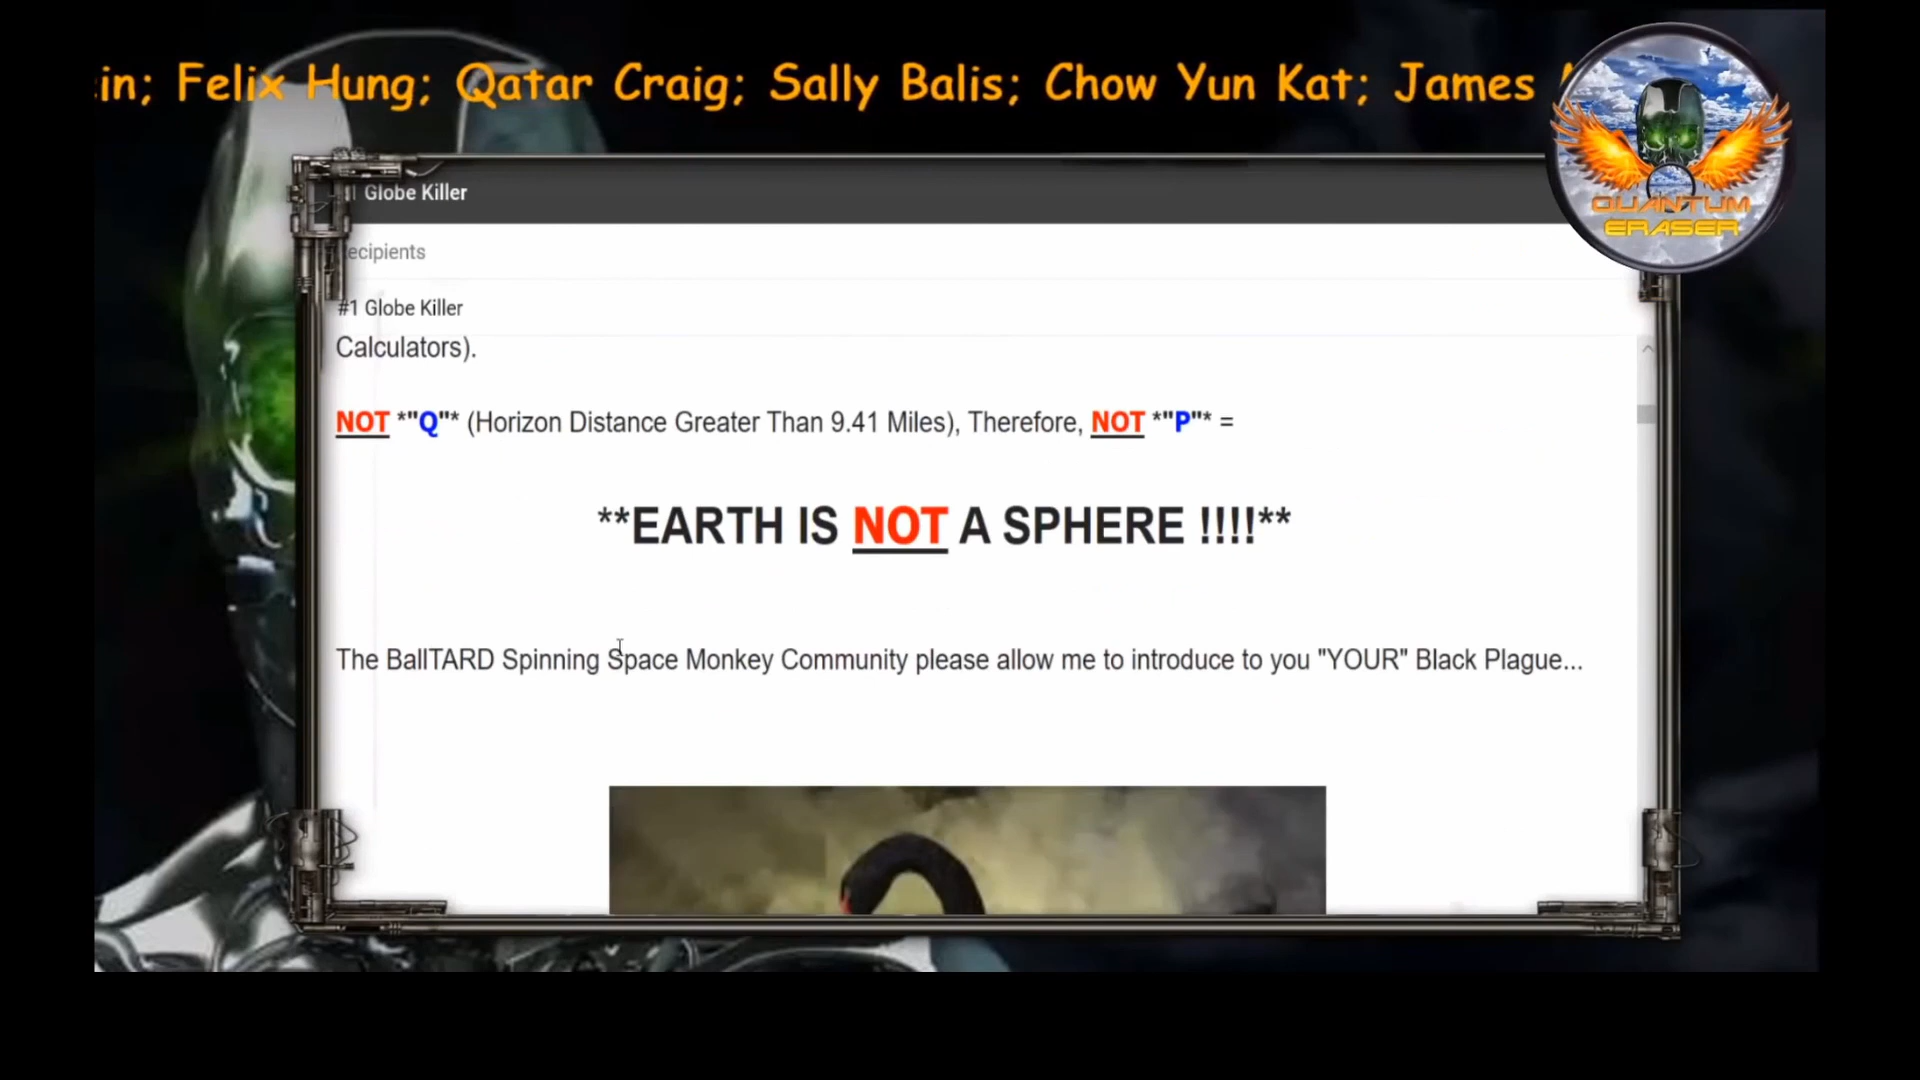 in; Felix Hung; Qatar Craig; Sally Balis; Chow Yun Kat; James
QUANTUM
ERASER
Globe Killer
ecipients
#1 Globe Killer
Calculators).
NOT *"Q"* (Horizon Distance Greater Than 9.41 Miles), Therefore, NOT *"P"* =
**EARTH IS NOT A SPHERE !!!!**
The BallTARD Spinning Space Monkey Community please allow me to introduce to you "YOUR" Black Plague...